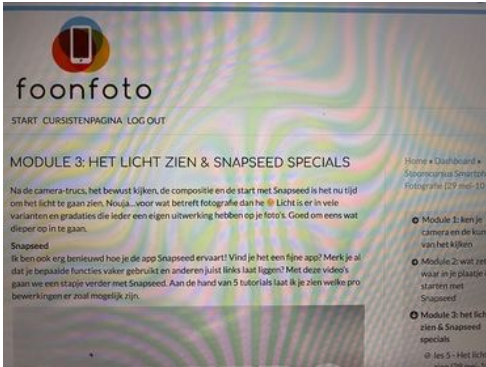 foonfoto
START CURSISTENPAGINA LOG OUT
MODULE 3: HET LICHT ZIEN & SNAPSEED SPECIALS
Na de camera-trucs, het bewust kijken, de compositie en de start met Snapseed is het nu tijd
om het licht te gaan zien. Nouja...voor wat betreft fotografie dan he 😉 Licht is er in vele
varianten en gradaties die ieder een eigen uitwerking hebben op je foto's. Goed om eens wat
dieper op in te gaan.
Snapseed
Ik ben ook erg benieuwd hoe je de app Snapseed ervaart! Vind je het een fijne app? Merk je al
dat je bepaalde functies vaker gebruikt en anderen juist links laat liggen? Met deze video's
gaan we een stapje verder met Snapseed. Aan de hand van 5 tutorials laat ik je zien welke pro
bewerkingen er zoal mogelijk zijn.
Home » Dashboard »
Stoomcursus Smartph
Fotografie (29 mei-10
Module 1: ken je
camera en de kun
van het kijken
Module 2: wat zet
waar in je plaatje
starten met
Snapseed
Module 3: het lich
zien & Snapseed
specials
les 5 - Het licht